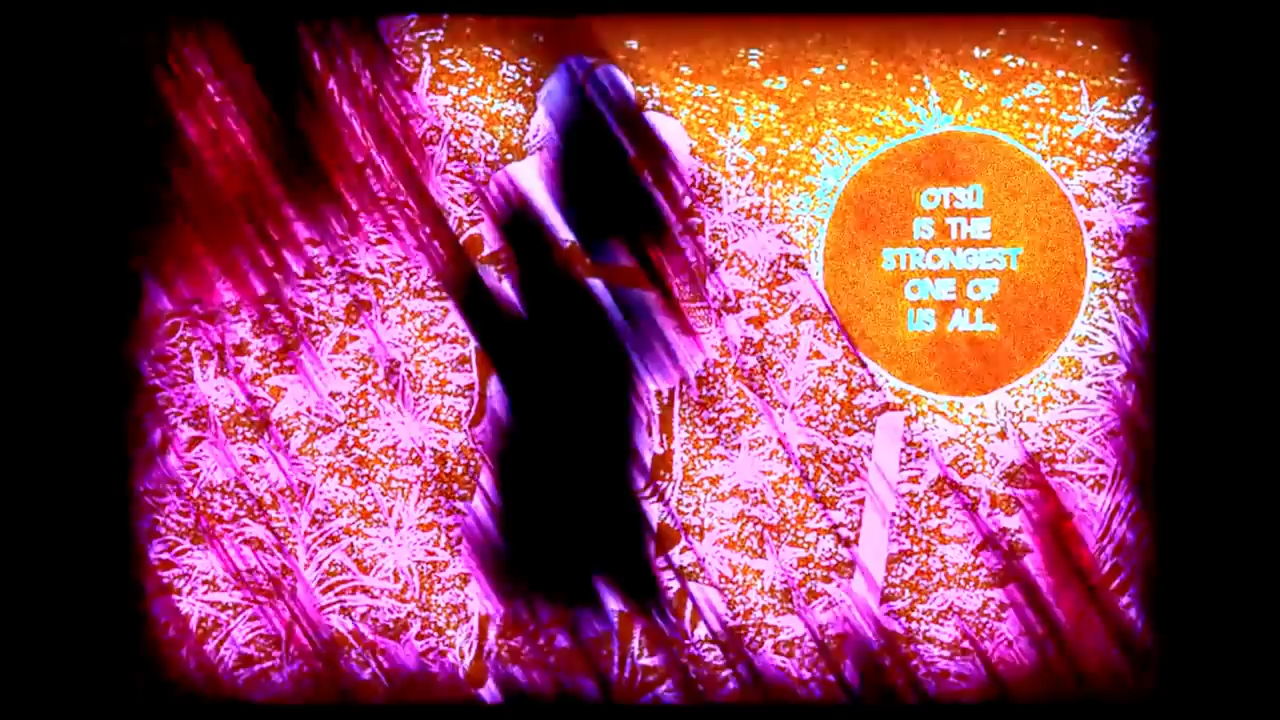 OTSU
IS THE
STRONGEST
ONE OF
US ALL.